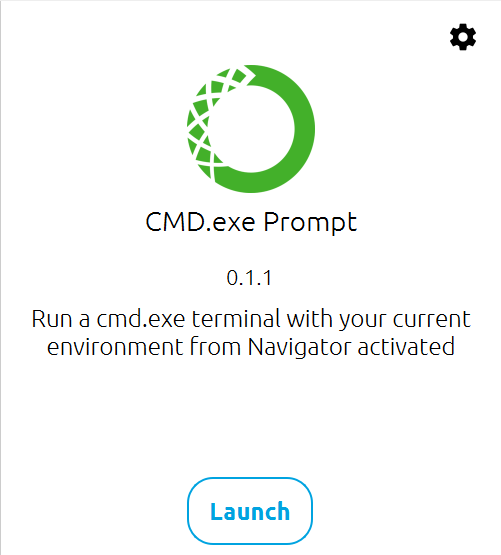 CMD.exe Prompt
0.1.1
Run a cmd.exe terminal with your current
environment from Navigator activated
Launch